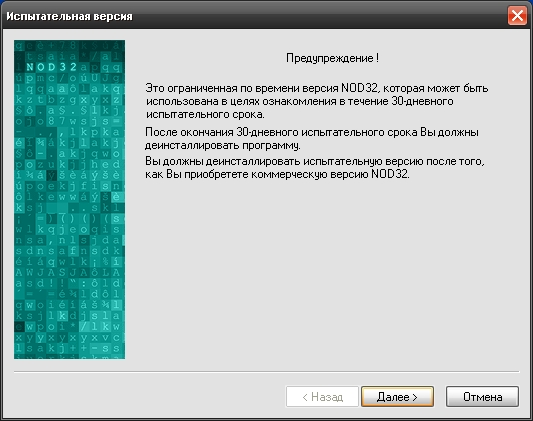 Испытательная версия
NOD32
Предупреждение !
Это ограниченная по времени версия NOD32, которая может быть
использована в целях ознакомления в течение 30-дневного
испытательного срока.
После окончания 30-дневного испытательного срока Вы должны
деинсталлировать программу.
Вы должны деинсталлировать испытательную версию после того,
как Вы приобретете коммерческую версию NOD32.
< Назад
Далее >
Отмена